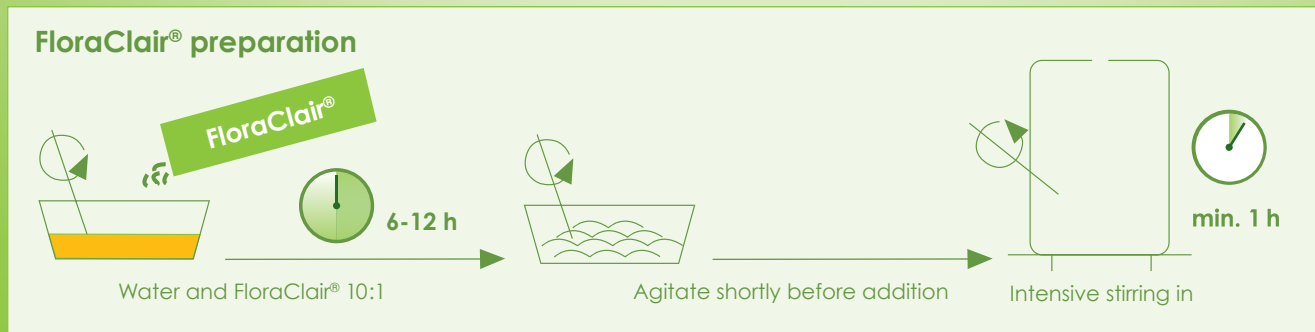 FloraClair® preparation
FloraClair®
6-12 h
min. 1 h
Water and FloraClair® 10:1
Agitate shortly before addition
Intensive stirring in